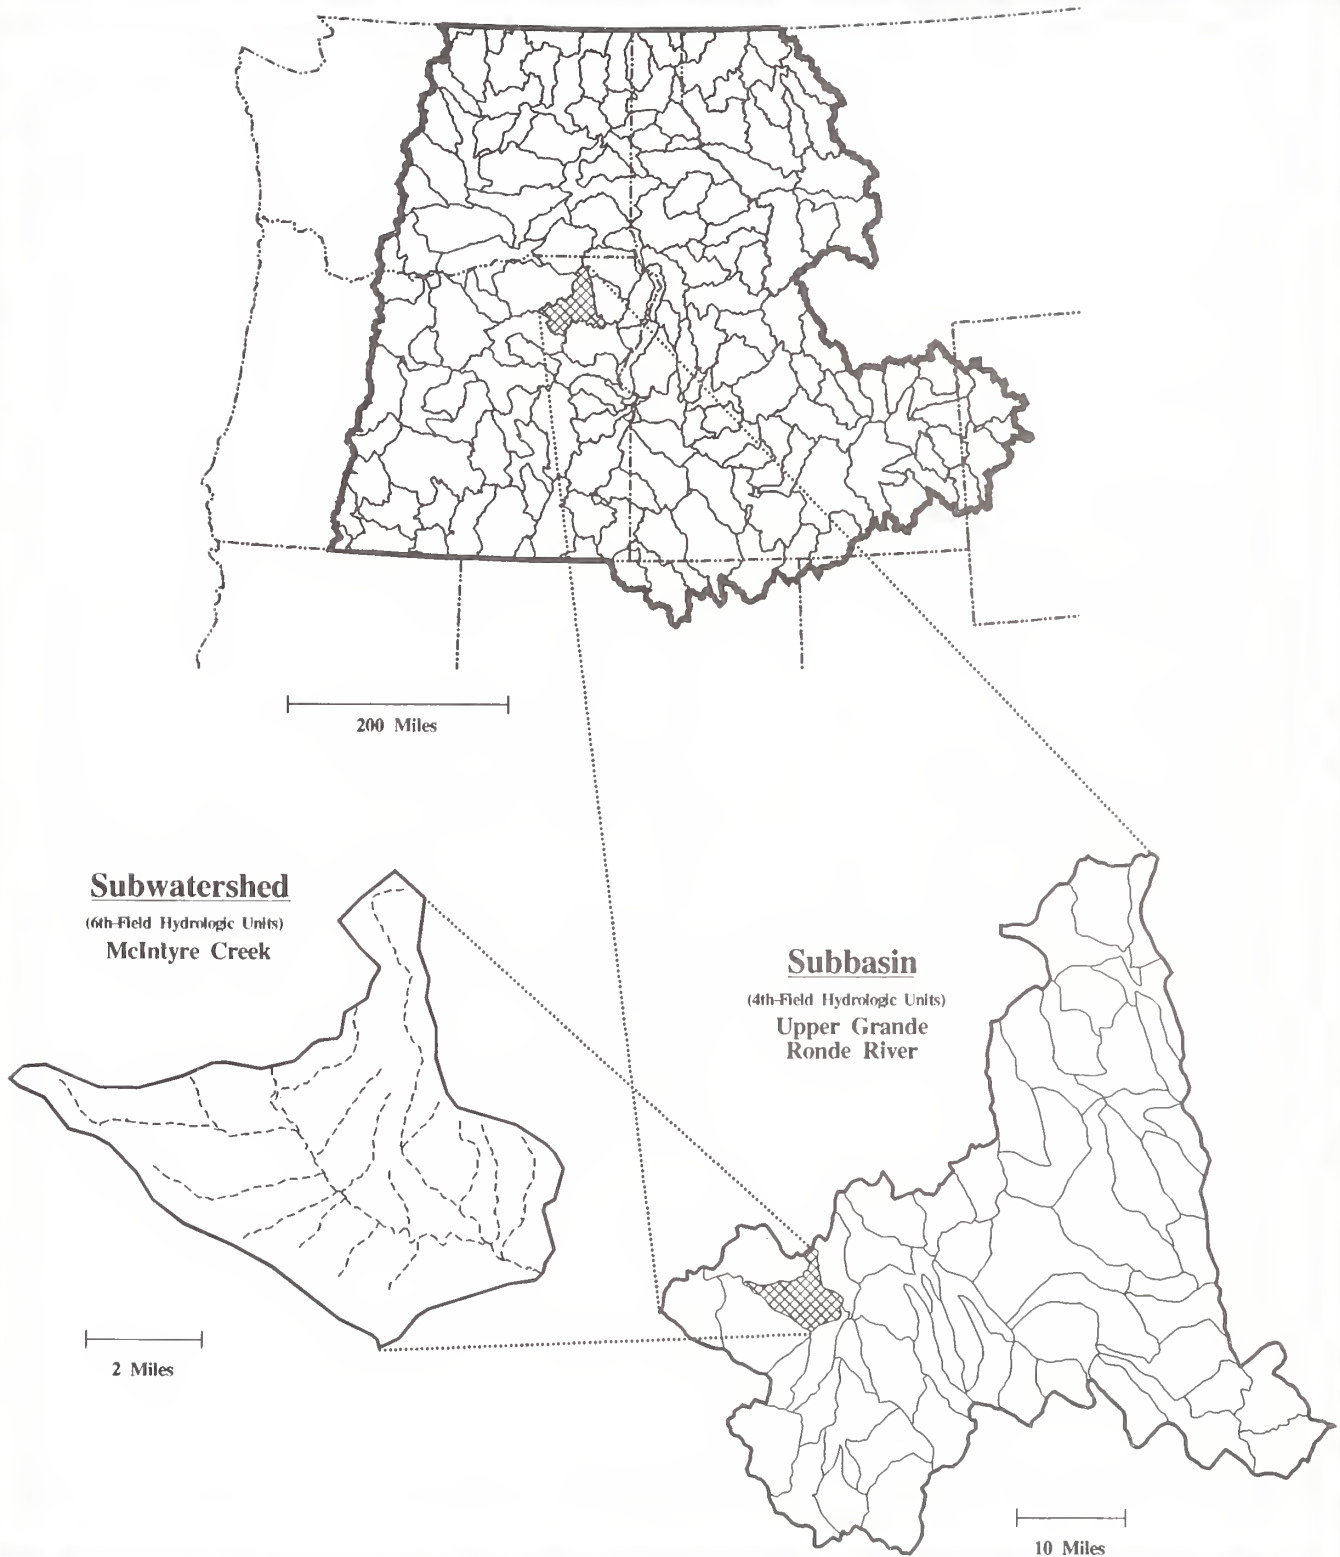 200 Miles
Subwatershed
(6th-Field Hydrologic Units)
McIntyre Creek
2 Miles
Subbasin
(4th-Field Hydrologic Units)
Upper Grande
Ronde River
10 Miles